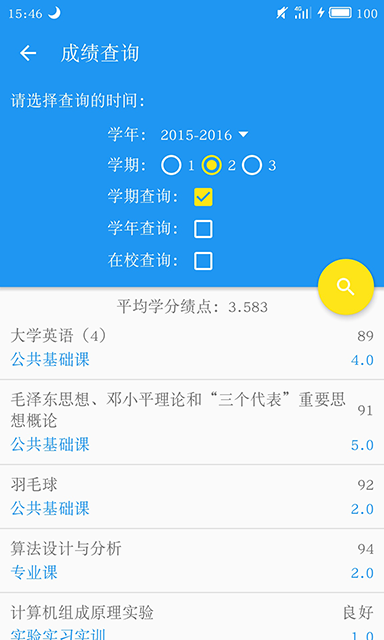 15:46
4G
100
成绩查询
请选择查询的时间：
学年： 2015-2016
学期： 1 2 3
学期查询：
学年查询：
在校查询：
平均学分绩点：3.583
大学英语（4） 89
公共基础课 4.0
毛泽东思想、邓小平理论和“三个代表”重要思
想概论 91
公共基础课 5.0
羽毛球 92
公共基础课 2.0
算法设计与分析 94
专业课 2.0
计算机组成原理实验 良好
实验实习实训 1.0